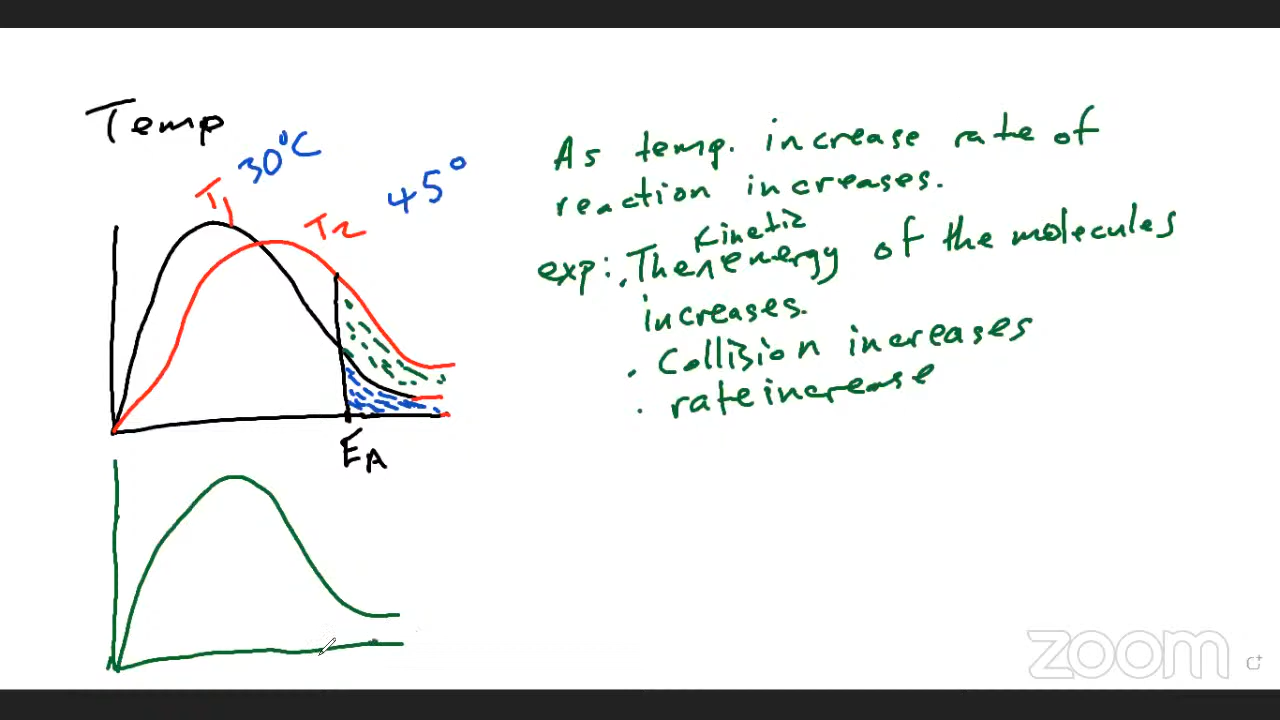 Temp
30°C
45°
T1
T2
EA
As temp. increase rate of
reaction increases.
Kinetic
exp: . The energy of the molecules
increases.
. Collision increases
. rate increase
zoom